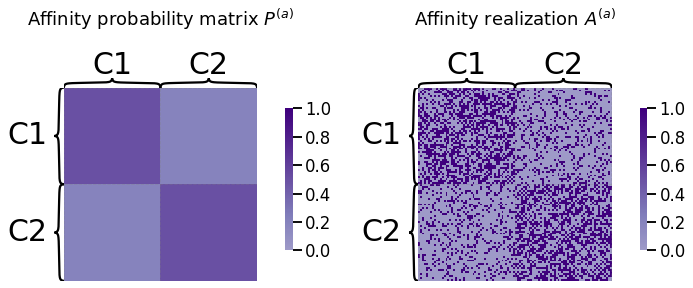 Affinity probability matrix P^(a)
C1 C2
C1
C2
1.0
0.8
0.6
0.4
0.2
0.0
Affinity realization A^(a)
C1 C2
C1
C2
1.0
0.8
0.6
0.4
0.2
0.0